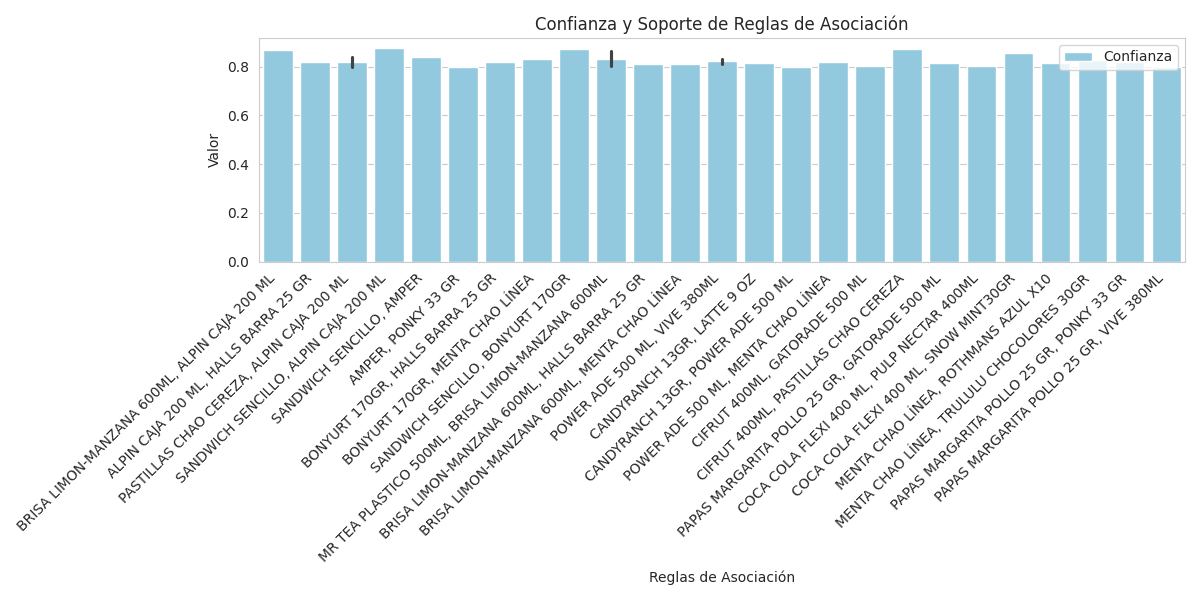 Confianza y Soporte de Reglas de Asociación
Confianza
Valor
0.8
0.6
0.4
0.2
0.0
BRISA LIMON-MANZANA 600ML, ALPIN CAJA 200 ML
ALPIN CAJA 200 ML, HALLS BARRA 25 GR
PASTILLAS CHAO CEREZA, ALPIN CAJA 200 ML
SANDWICH SENCILLO, ALPIN CAJA 200 ML
SANDWICH SENCILLO, AMPER
AMPER, PONKY 33 GR
BONYURT 170GR, HALLS BARRA 25 GR
BONYURT 170GR, MENTA CHAO LÍNEA
SANDWICH SENCILLO, BONYURT 170GR
MR TEA PLASTICO 500ML, BRISA LIMON-MANZANA 600ML
BRISA LIMON-MANZANA 600ML, HALLS BARRA 25 GR
BRISA LIMON-MANZANA 600ML, MENTA CHAO LÍNEA
POWER ADE 500 ML, VIVE 380ML
CANDYRANCH 13GR, LATTE 9 OZ
CANDYRANCH 13GR, POWER ADE 500 ML
POWER ADE 500 ML, MENTA CHAO LÍNEA
CIFRUT 400ML, GATORADE 500 ML
CIFRUT 400ML, PASTILLAS CHAO CEREZA
PAPAS MARGARITA POLLO 25 GR, GATORADE 500 ML
COCA COLA FLEXI 400 ML, PULP NECTAR 400ML
COCA COLA FLEXI 400 ML, SNOW MINT30GR
MENTA CHAO LÍNEA, ROTHMANS AZUL X10
MENTA CHAO LÍNEA, TRULULU CHOCOLORES 30GR
PAPAS MARGARITA POLLO 25 GR, PONKY 33 GR
PAPAS MARGARITA POLLO 25 GR, VIVE 380ML
Reglas de Asociación